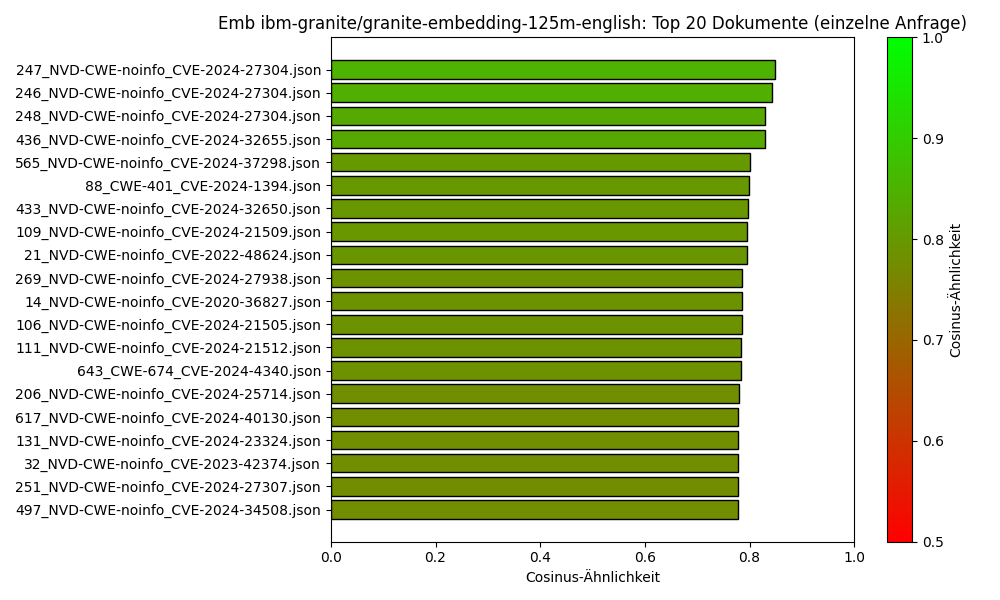 Emb ibm-granite/granite-embedding-125m-english: Top 20 Dokumente (einzelne Anfrage)
247_NVD-CWE-noinfo_CVE-2024-27304.json
246_NVD-CWE-noinfo_CVE-2024-27304.json
248_NVD-CWE-noinfo_CVE-2024-27304.json
436_NVD-CWE-noinfo_CVE-2024-32655.json
565_NVD-CWE-noinfo_CVE-2024-37298.json
88_CWE-401_CVE-2024-1394.json
433_NVD-CWE-noinfo_CVE-2024-32650.json
109_NVD-CWE-noinfo_CVE-2024-21509.json
21_NVD-CWE-noinfo_CVE-2022-48624.json
269_NVD-CWE-noinfo_CVE-2024-27938.json
14_NVD-CWE-noinfo_CVE-2020-36827.json
106_NVD-CWE-noinfo_CVE-2024-21505.json
111_NVD-CWE-noinfo_CVE-2024-21512.json
643_CWE-674_CVE-2024-4340.json
206_NVD-CWE-noinfo_CVE-2024-25714.json
617_NVD-CWE-noinfo_CVE-2024-40130.json
131_NVD-CWE-noinfo_CVE-2024-23324.json
32_NVD-CWE-noinfo_CVE-2023-42374.json
251_NVD-CWE-noinfo_CVE-2024-27307.json
497_NVD-CWE-noinfo_CVE-2024-34508.json
0.0 0.2 0.4 0.6 0.8 1.0
Cosinus-Ähnlichkeit
1.0
0.9
0.8
0.7
0.6
0.5
Cosinus-Ähnlichkeit